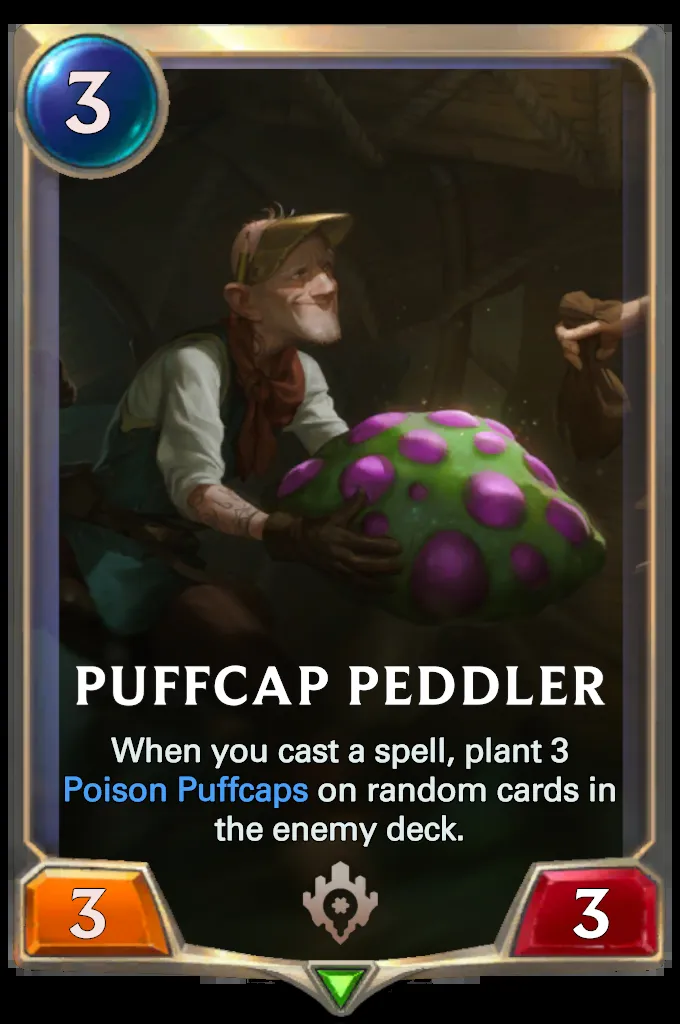 3
PUFFCAP PEDDLER
When you cast a spell, plant 3
Poison Puffcaps on random cards in
the enemy deck.
3
3